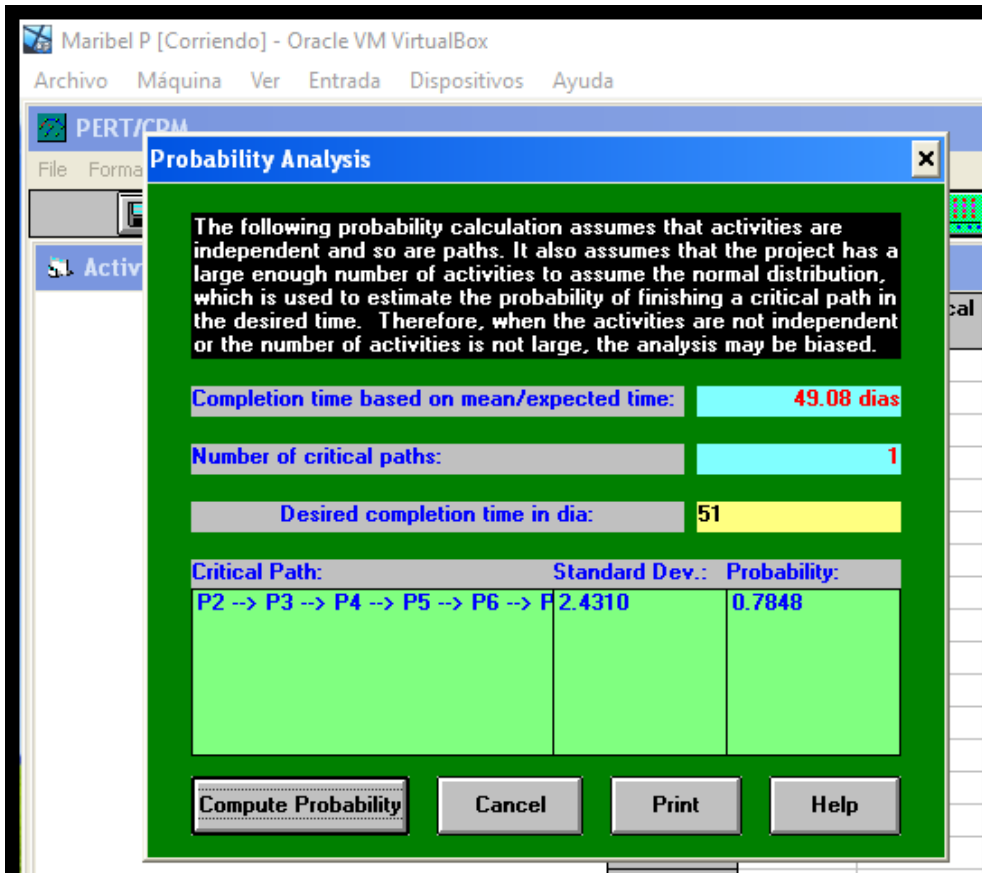 Maribel P [Corriendo] - Oracle VM VirtualBox
Archivo Máquina Ver Entrada Dispositivos Ayuda
PERT/CPM
File Forma
Probability Analysis
Activ
The following probability calculation assumes that activities are
independent and so are paths. It also assumes that the project has a
large enough number of activities to assume the normal distribution,
which is used to estimate the probability of finishing a critical path in
the desired time. Therefore, when the activities are not independent
or the number of activities is not large, the analysis may be biased.
cal
Completion time based on mean/expected time: 49.08 dias
Number of critical paths: 1
Desired completion time in dia: 51
Critical Path: Standard Dev.: Probability:
P2 --> P3 --> P4 --> P5 --> P6 --> P 2.4310 0.7848
Compute Probability Cancel Print Help